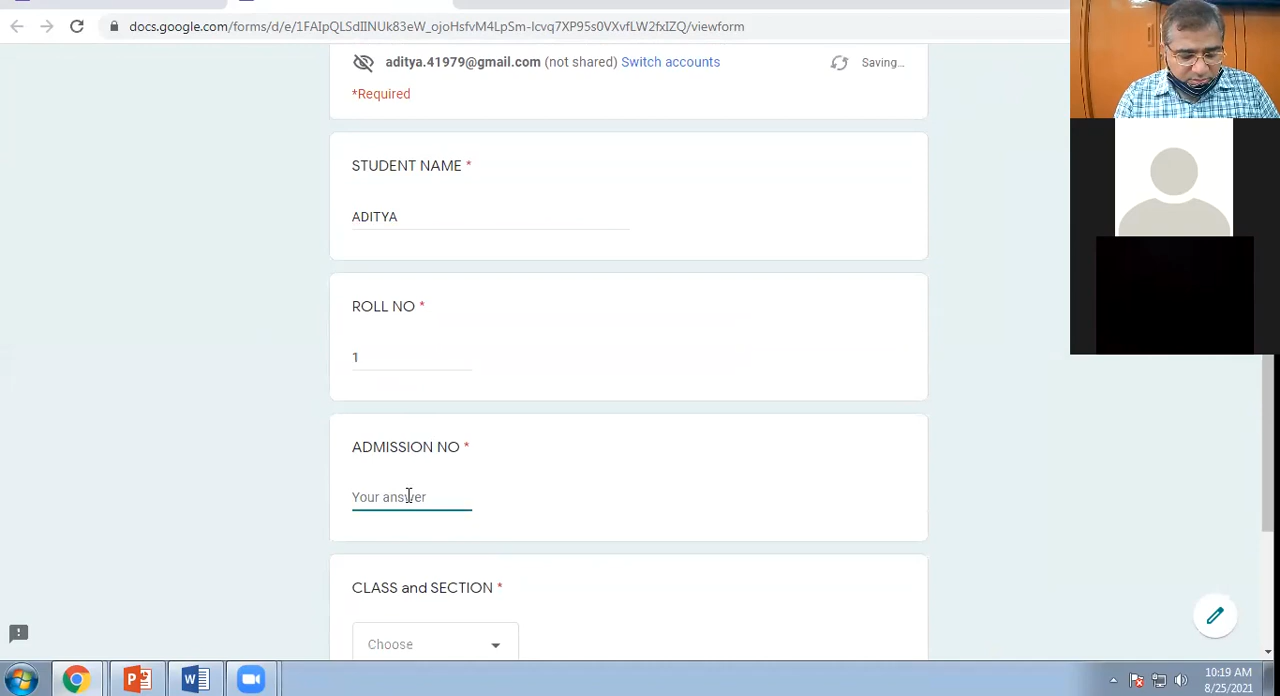 docs.google.com/forms/d/e/1FAIpQLSdIINUk83eW_ojoHsfvM4LpSm-lcvq7XP95s0VXvfLW2fxIZQ/viewform
aditya.41979@gmail.com (not shared) Switch accounts
Saving...
*Required
STUDENT NAME *
ADITYA
ROLL NO *
1
ADMISSION NO *
Your answer
CLASS and SECTION *
Choose
10:19 AM
8/25/2021